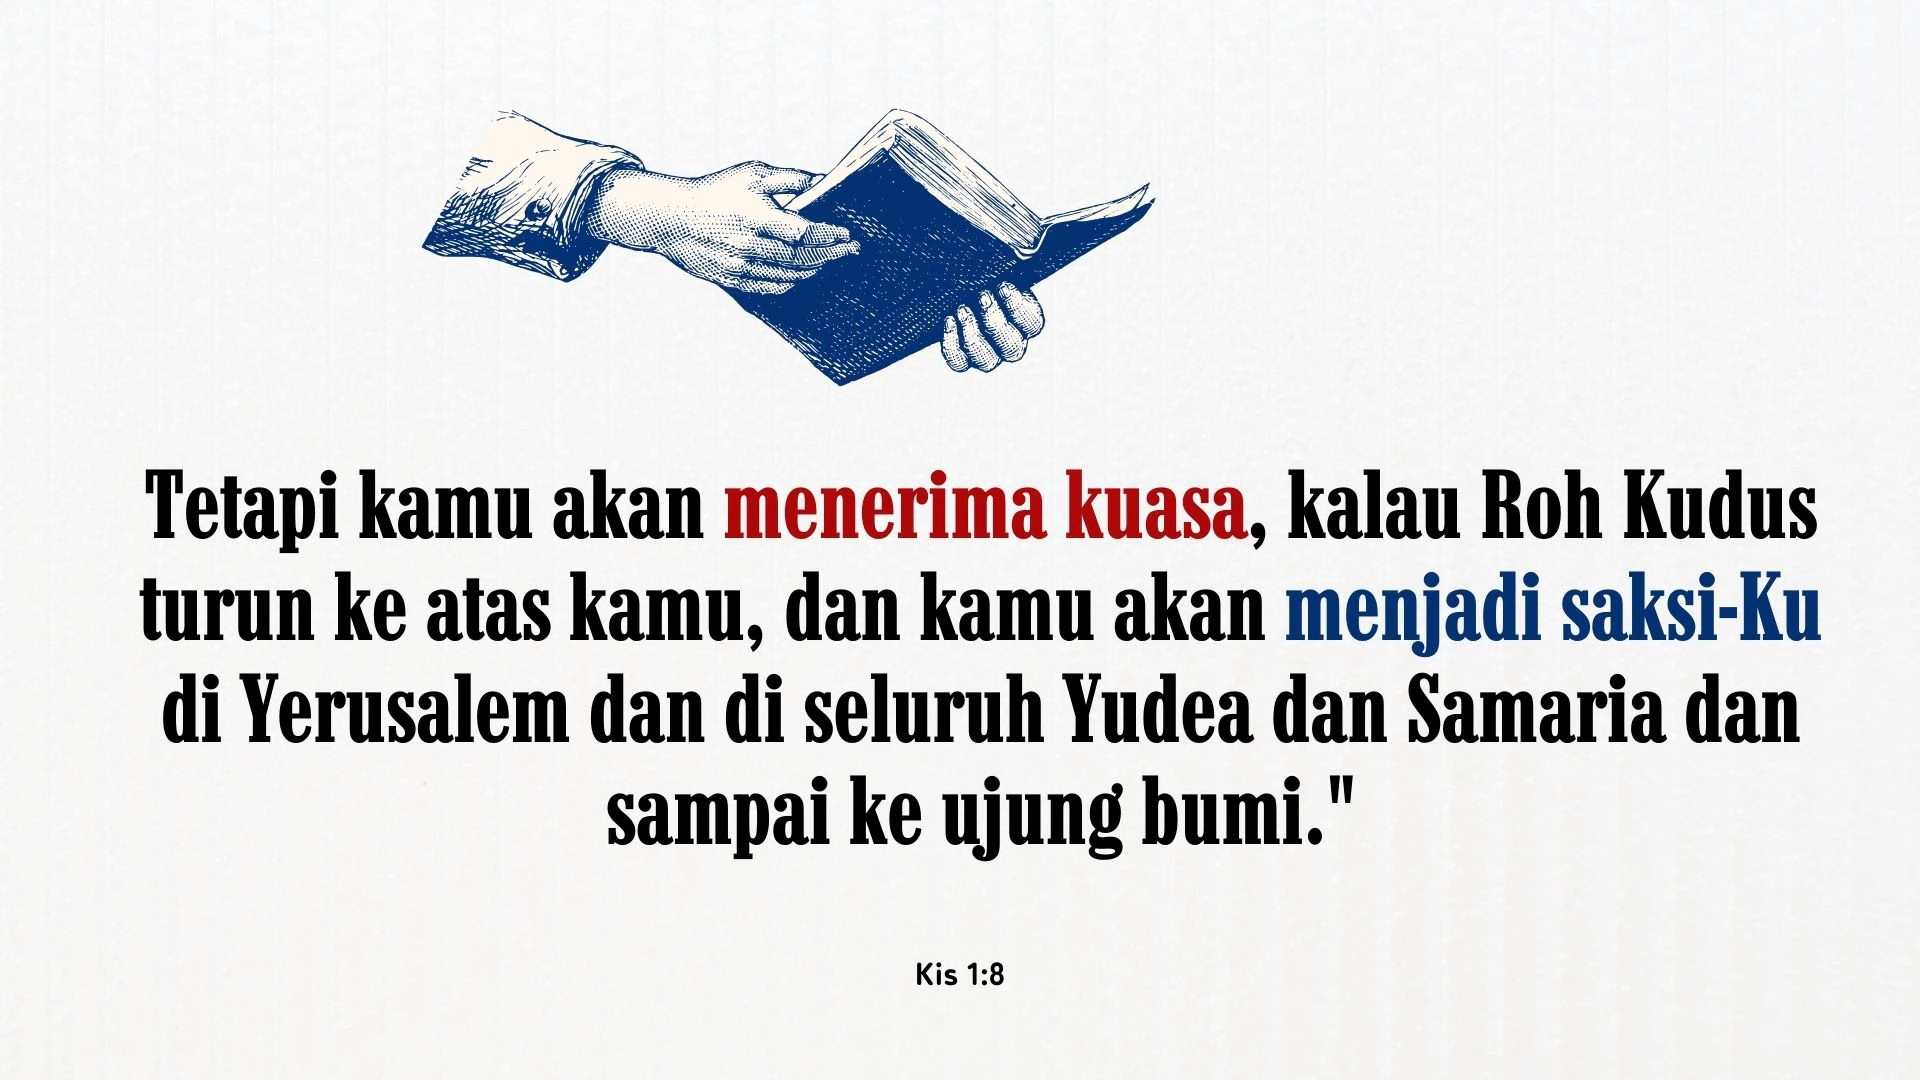 Tetapi kamu akan menerima kuasa, kalau Roh Kudus
turun ke atas kamu, dan kamu akan menjadi saksi-Ku
di Yerusalem dan di seluruh Yudea dan Samaria dan
sampai ke ujung bumi."
Kis 1:8